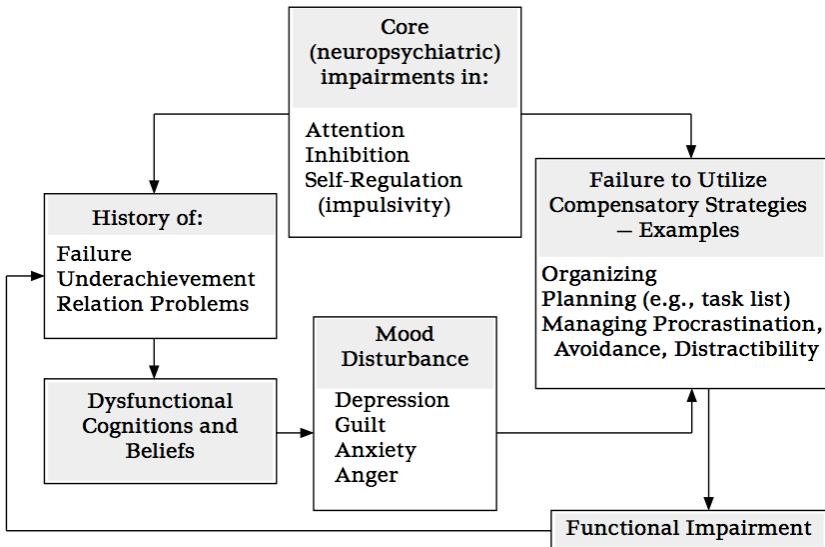 Core
(neuropsychiatric)
impairments in:
Attention
Inhibition
Self-Regulation
(impulsivity)
History of:
Failure
Underachievement
Relation Problems
Failure to Utilize
Compensatory Strategies
— Examples
Organizing
Planning (e.g., task list)
Managing Procrastination,
Avoidance, Distractibility
Dysfunctional
Cognitions and
Beliefs
Mood
Disturbance
Depression
Guilt
Anxiety
Anger
Functional Impairment